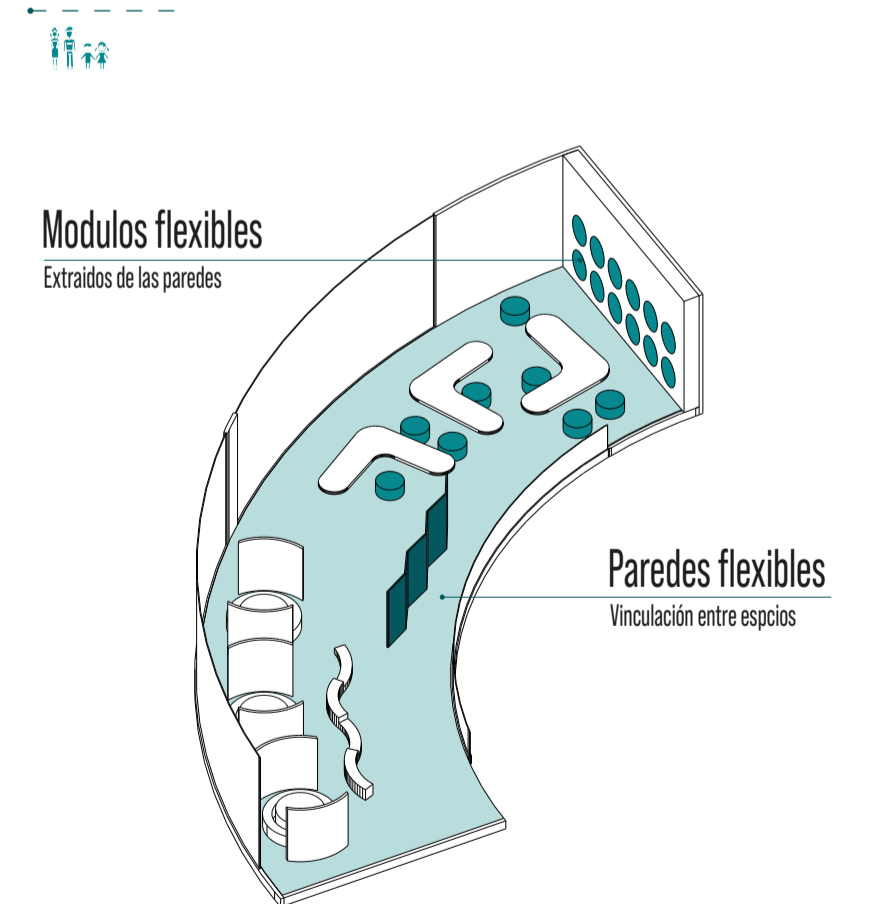 Modulos flexibles
Extraidos de las paredes
Paredes flexibles
Vinculación entre espcios